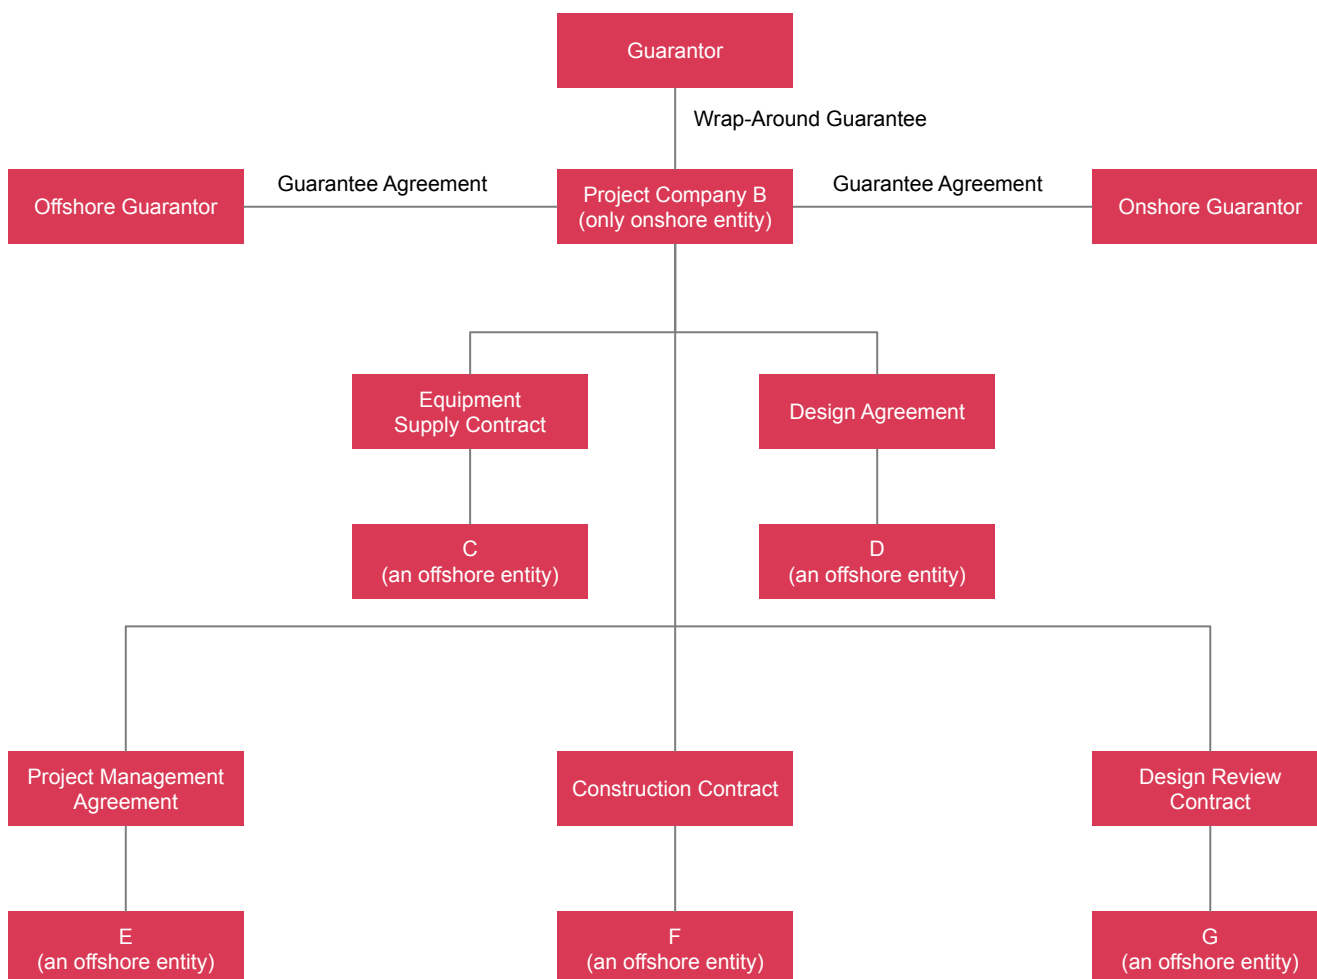 Guarantor
Wrap-Around Guarantee
Offshore Guarantor
Guarantee Agreement
Project Company B
(only onshore entity)
Guarantee Agreement
Onshore Guarantor
Equipment
Supply Contract
Design Agreement
C
(an offshore entity)
D
(an offshore entity)
Project Management
Agreement
Construction Contract
Design Review
Contract
E
(an offshore entity)
F
(an offshore entity)
G
(an offshore entity)